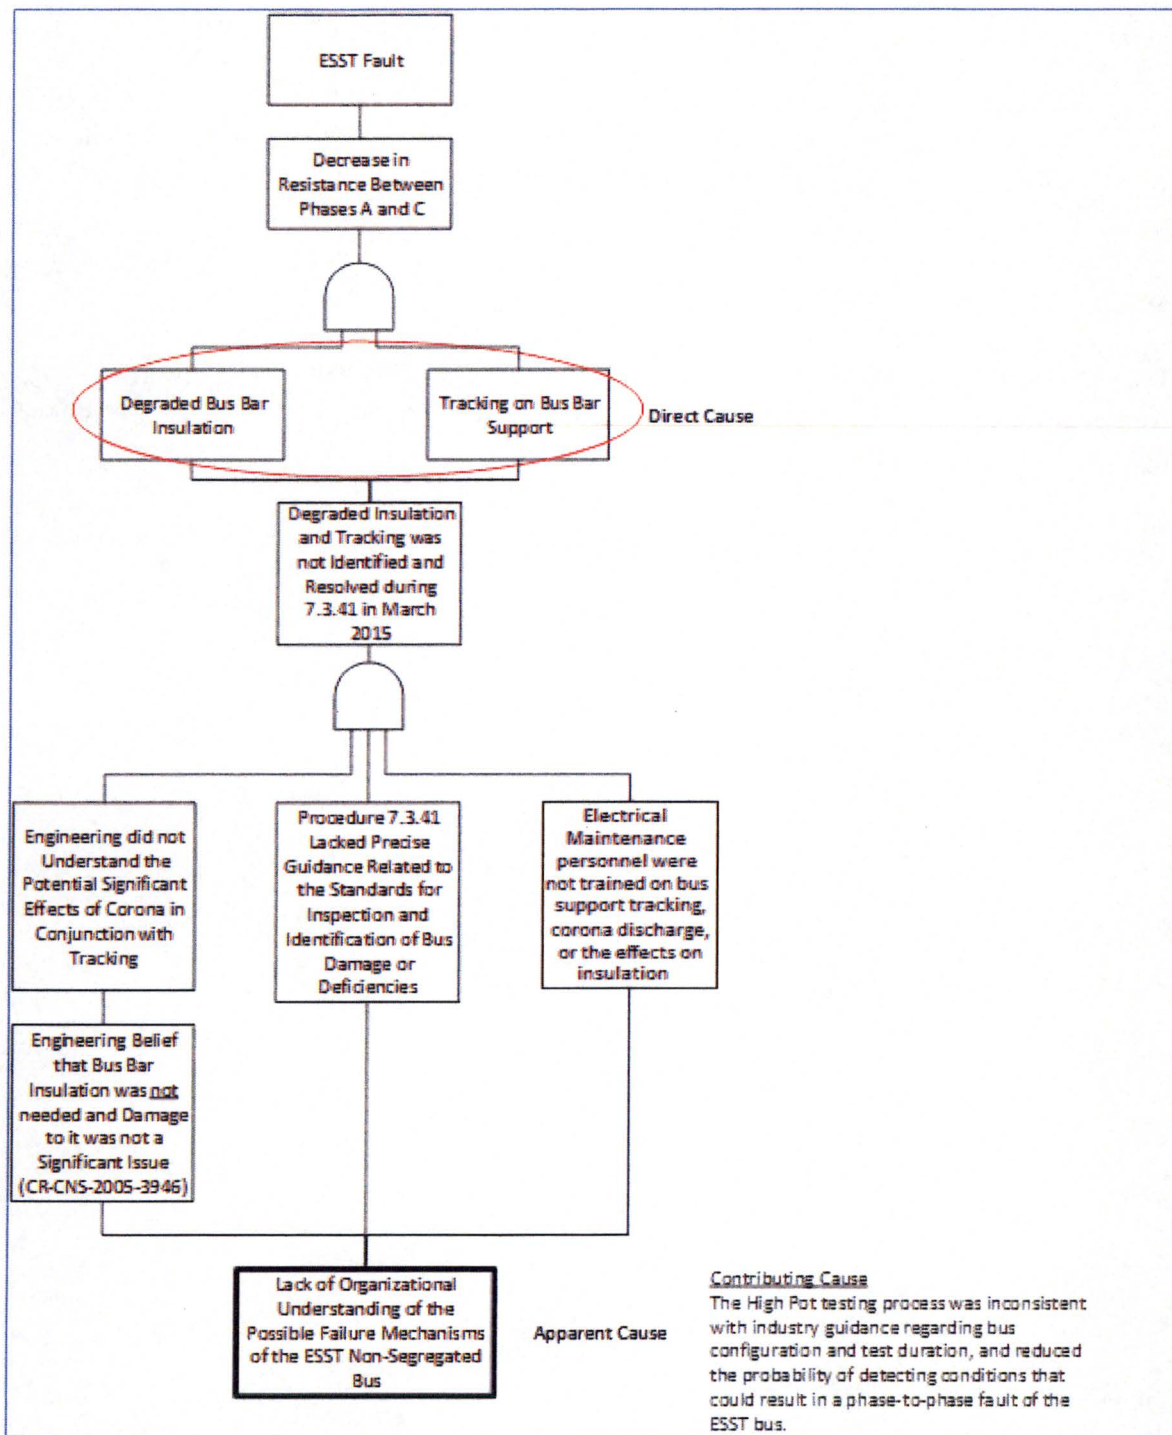 ESST Fault
Decrease in
Resistance Between
Phases A and C
Degraded Bus Bar
Insulation
Tracking on Bus Bar
Support
Direct Cause
Degraded Insulation
and Tracking was
not Identified and
Resolved during
7.3.41 in March
2015
Engineering did not
Understand the
Potential Significant
Effects of Corona in
Conjunction with
Tracking
Procedure 7.3.41
Lacked Precise
Guidance Related to
the Standards for
Inspection and
Identification of Bus
Damage or
Deficiencies
Electrical
Maintenance
personnel were
not trained on bus
support tracking,
corona discharge,
or the effects on
insulation
Engineering Belief
that Bus Bar
Insulation was not
needed and Damage
to it was not a
Significant Issue
(CR-CNS-2005-3946)
Lack of Organizational
Understanding of the
Possible Failure Mechanisms
of the ESST Non-Segregated
Bus
Apparent Cause
Contributing Cause
The High Pot testing process was inconsistent
with industry guidance regarding bus
configuration and test duration, and reduced
the probability of detecting conditions that
could result in a phase-to-phase fault of the
ESST bus.